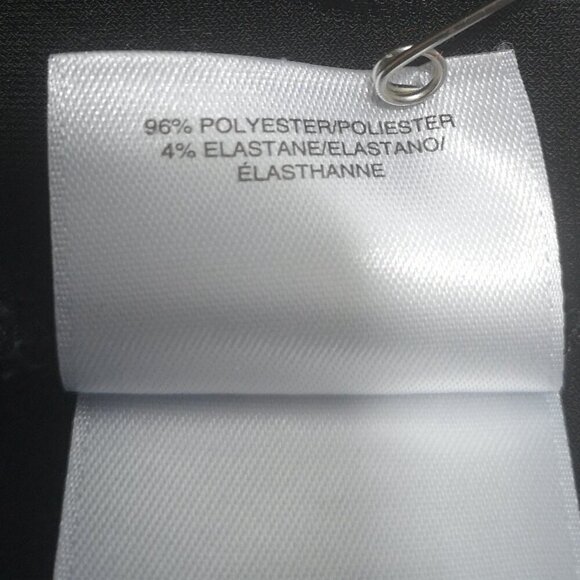 96% POLYESTER/POLIESTER
4% ELASTANE/ELASTANO/
ÉLASTHANNE